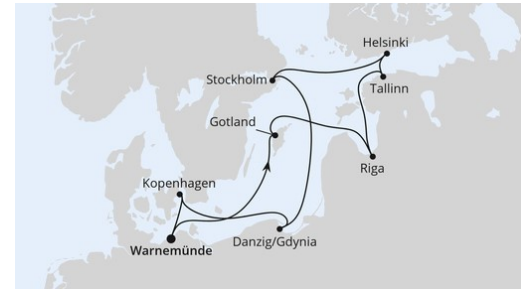 Helsinki
Stockholm
Tallinn
Gotland
Riga
Kopenhagen
Danzig/Gdynia
Warnemünde